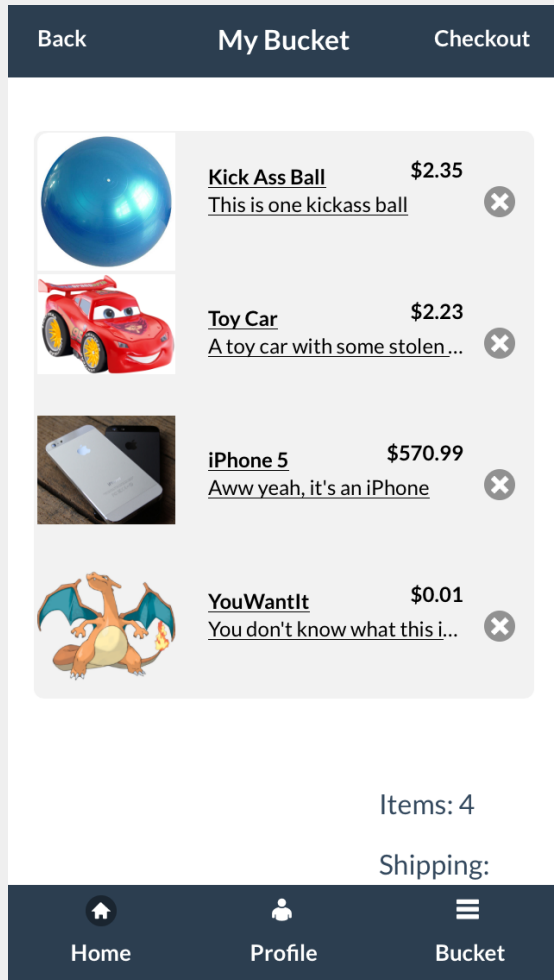 Back My Bucket Checkout
Kick Ass Ball $2.35
This is one kickass ball
Toy Car $2.23
A toy car with some stolen ...
iPhone 5 $570.99
Aww yeah, it's an iPhone
YouWantIt $0.01
You don't know what this i...
Items: 4
Shipping:
Home Profile Bucket